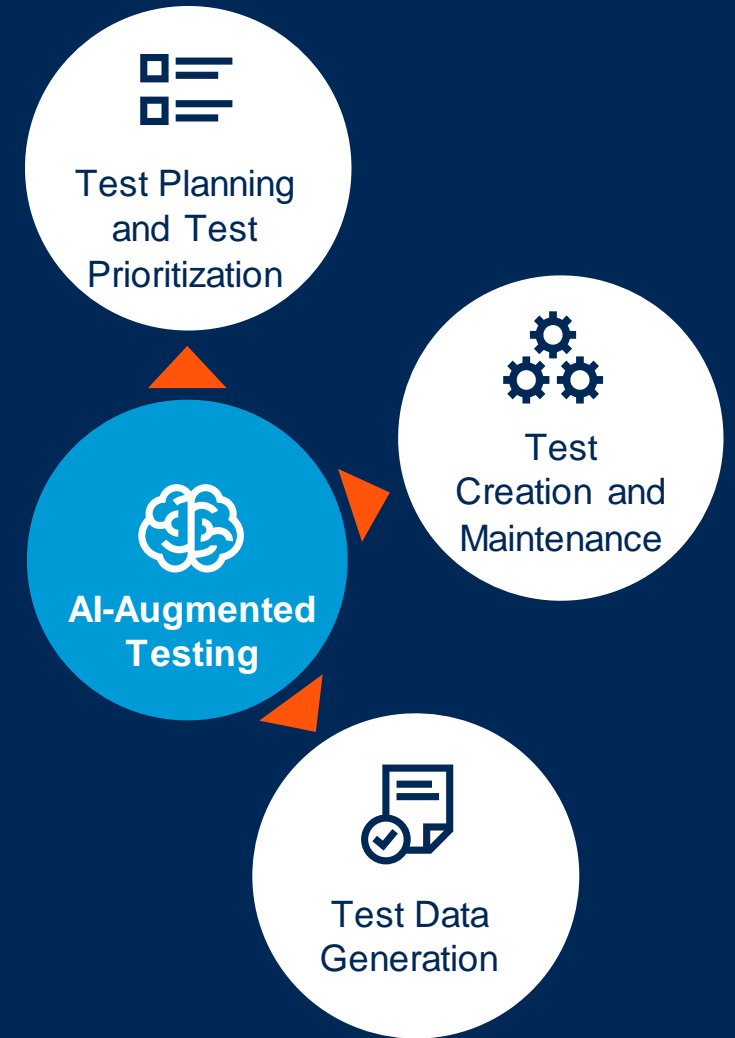 Test Planning
and Test
Prioritization
Test
Creation and
Maintenance
AI-Augmented
Testing
Test Data
Generation